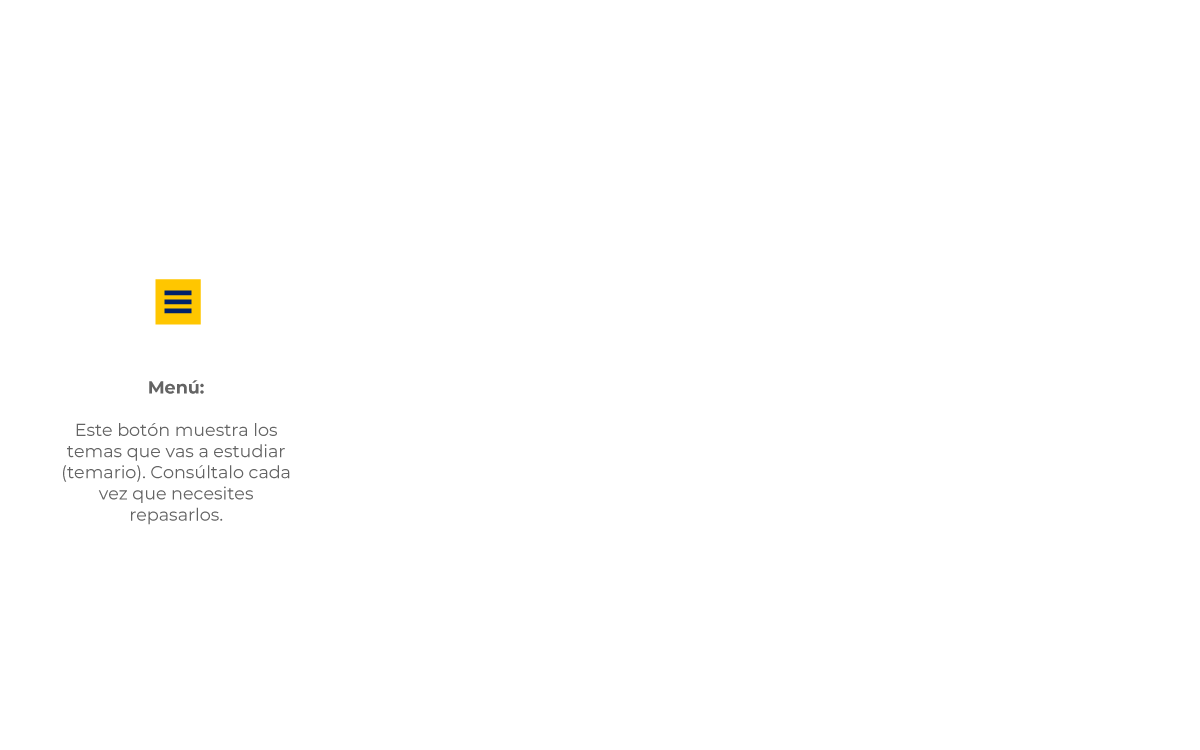 Menú:
Este botón muestra los
temas que vas a estudiar
(temario). Consúltalo cada
vez que necesites
repasarlos.